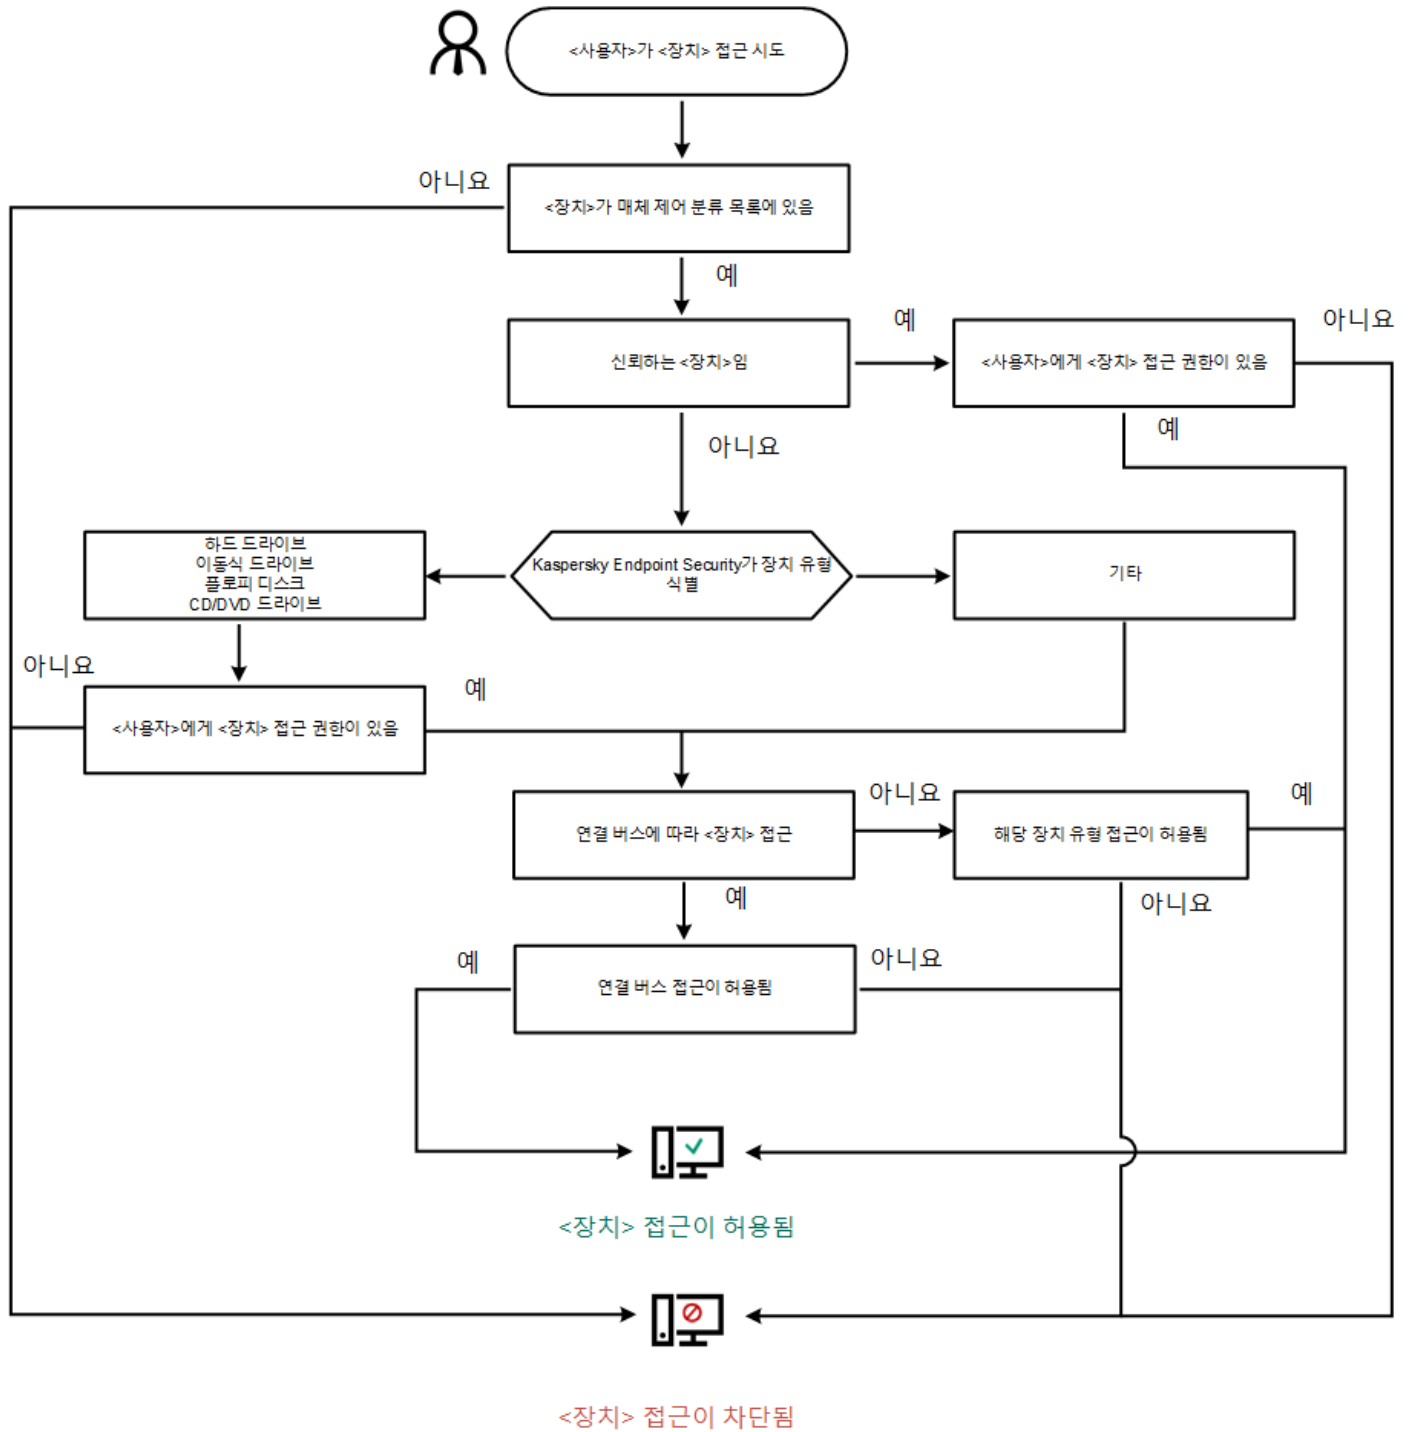 <사용자>가 <장치> 접근 시도
아니요
<장치>가 매체 제어 분류 목록에 있음
예
신뢰하는 <장치>임
예
<사용자>에게 <장치> 접근 권한이 있음
아니요
예
아니요
하드 드라이브
이동식 드라이브
플로피 디스크
CD/DVD 드라이브
Kaspersky Endpoint Security가 장치 유형
식별
기타
아니요
<사용자>에게 <장치> 접근 권한이 있음
예
연결 버스에 따라 <장치> 접근
아니요
해당 장치 유형 접근이 허용됨
예
예
아니요
예
연결 버스 접근이 허용됨
아니요
<장치> 접근이 허용됨
<장치> 접근이 차단됨